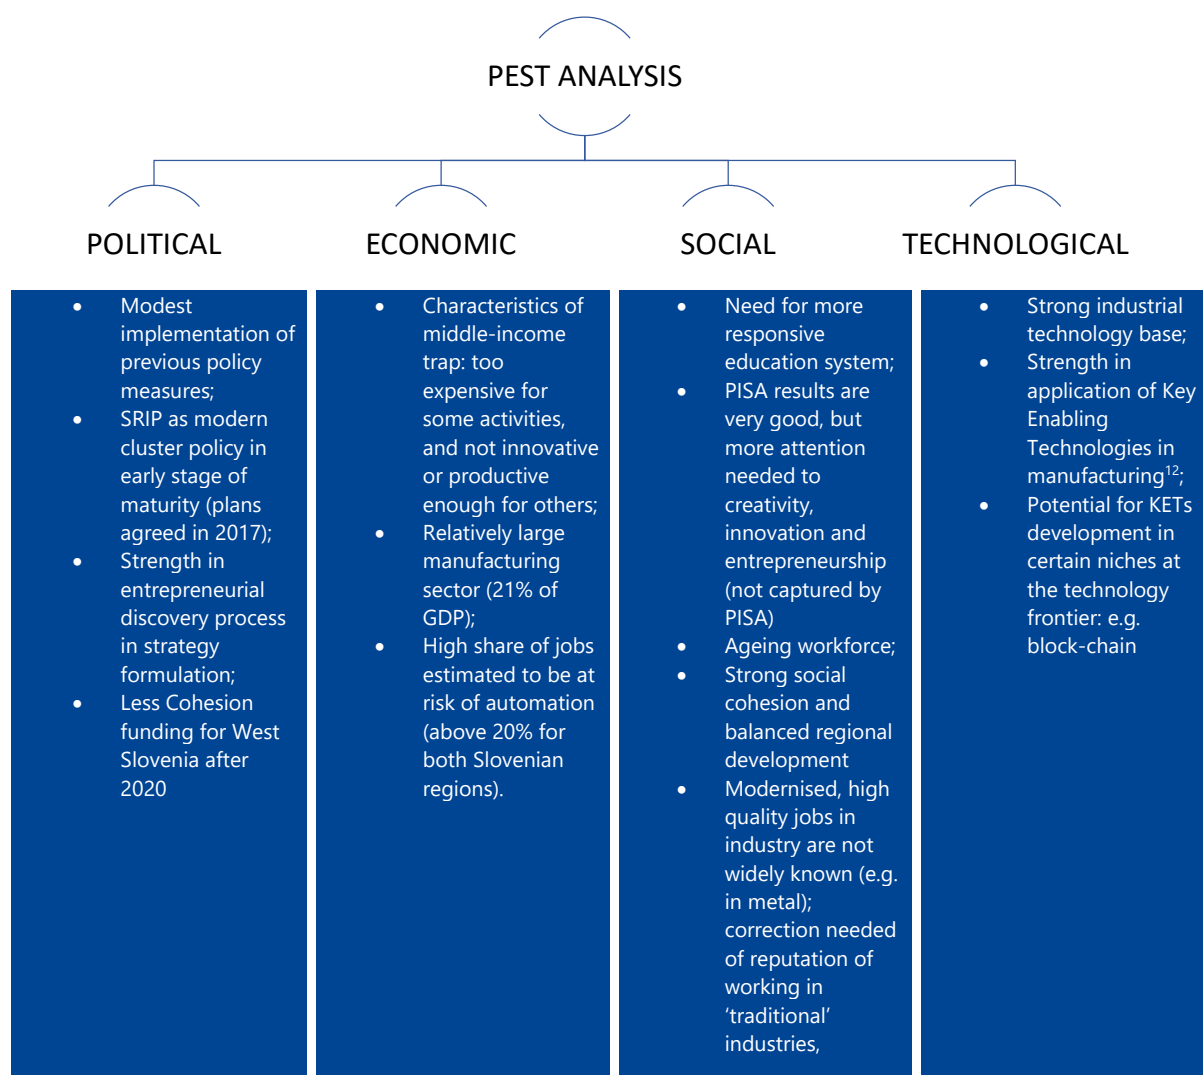 PEST ANALYSIS
POLITICAL
ECONOMIC
SOCIAL
TECHNOLOGICAL
• Modest
implementation of
previous policy
measures;
• SRIP as modern
cluster policy in
early stage of
maturity (plans
agreed in 2017);
• Strength in
entrepreneurial
discovery process
in strategy
formulation;
• Less Cohesion
funding for West
Slovenia after
2020
• Characteristics of
middle-income
trap: too
expensive for
some activities,
and not innovative
or productive
enough for others;
• Relatively large
manufacturing
sector (21% of
GDP);
• High share of jobs
estimated to be at
risk of automation
(above 20% for
both Slovenian
regions).
• Need for more
responsive
education system;
• PISA results are
very good, but
more attention
needed to
creativity,
innovation and
entrepreneurship
(not captured by
PISA)
• Ageing workforce;
• Strong social
cohesion and
balanced regional
development
• Modernised, high
quality jobs in
industry are not
widely known (e.g.
in metal);
correction needed
of reputation of
working in
‘traditional’
industries,
• Strong industrial
technology base;
• Strength in
application of Key
Enabling
Technologies in
manufacturing¹²;
• Potential for KETs
development in
certain niches at
the technology
frontier: e.g.
block-chain